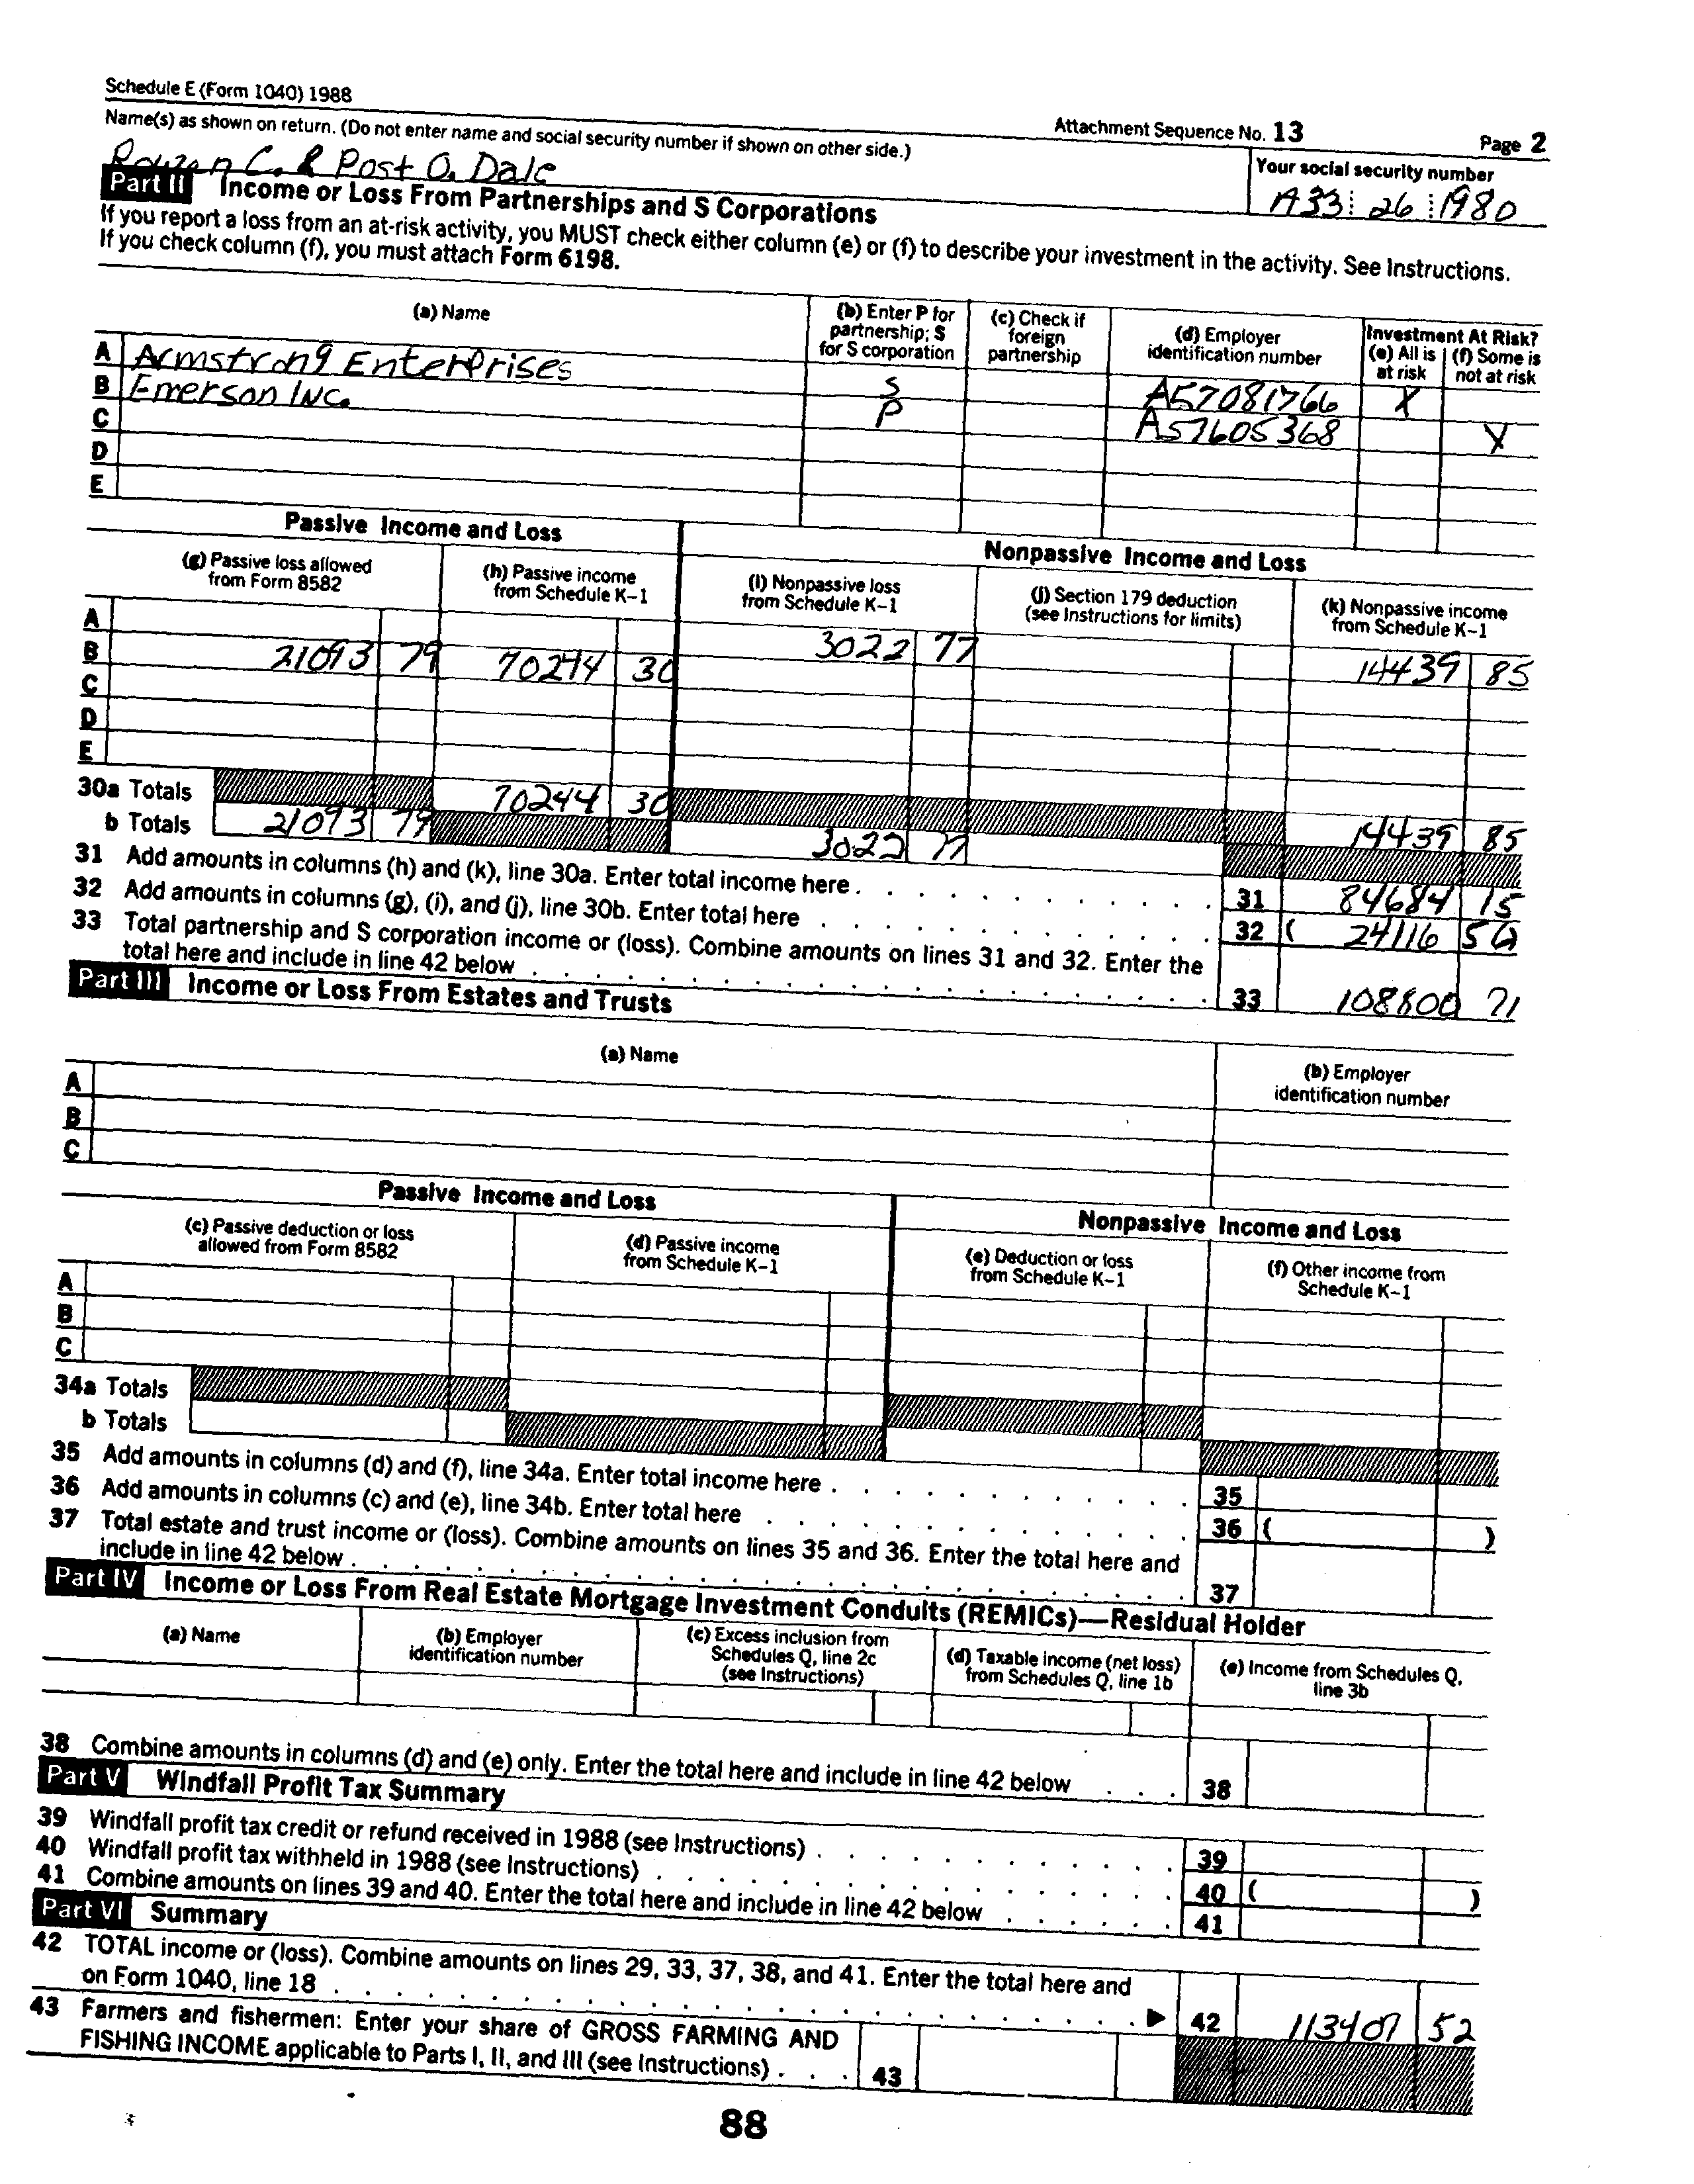 Schedule E (Form 1040) 1988
Attachment Sequence No. 13
Page 2
Name(s) as shown on return. (Do not enter name and social security number if shown on other side.)
Your social security number
C. & Post O. Dale
A33 26 1980
Part II Income or Loss From Partnerships and S Corporations
If you report a loss from an at-risk activity, you MUST check either column (e) or (f) to describe your investment in the activity. See Instructions.
If you check column (f), you must attach Form 6198.
(a) Name
(b) Enter P for partnership; S for S corporation
(c) Check if foreign partnership
(d) Employer identification number
Investment At Risk?
(e) All is at risk
(f) Some is not at risk
A Armstrong Enterprises S A57081766 X
B Emerson Inc. P A57605368 X
C
D
E
Passive Income and Loss
Nonpassive Income and Loss
(g) Passive loss allowed from Form 8582
(h) Passive income from Schedule K-1
(i) Nonpassive loss from Schedule K-1
(j) Section 179 deduction (see Instructions for limits)
(k) Nonpassive income from Schedule K-1
A 3022 77 14439 85
B 21093 79 70244 30
C
D
E
30a Totals 70244 30 14439 85
b Totals 21093 79 3022 77
31 Add amounts in columns (h) and (k), line 30a. Enter total income here . . . 31 84684 15
32 Add amounts in columns (g), (i), and (j), line 30b. Enter total here . . . 32 ( 24116 56 )
33 Total partnership and S corporation income or (loss). Combine amounts on lines 31 and 32. Enter the
total here and include in line 42 below . . . 33 108800 71
Part III Income or Loss From Estates and Trusts
(a) Name
(b) Employer identification number
A
B
C
Passive Income and Loss
Nonpassive Income and Loss
(c) Passive deduction or loss allowed from Form 8582
(d) Passive income from Schedule K-1
(e) Deduction or loss from Schedule K-1
(f) Other income from Schedule K-1
A
B
C
34a Totals
b Totals
35 Add amounts in columns (d) and (f), line 34a. Enter total income here . . . 35
36 Add amounts in columns (c) and (e), line 34b. Enter total here . . . 36 ( )
37 Total estate and trust income or (loss). Combine amounts on lines 35 and 36. Enter the total here and
include in line 42 below . . . 37
Part IV Income or Loss From Real Estate Mortgage Investment Conduits (REMICs)—Residual Holder
(a) Name
(b) Employer identification number
(c) Excess inclusion from Schedules Q, line 2c (see Instructions)
(d) Taxable income (net loss) from Schedules Q, line 1b
(e) Income from Schedules Q, line 3b
38 Combine amounts in columns (d) and (e) only. Enter the total here and include in line 42 below . . . 38
Part V Windfall Profit Tax Summary
39 Windfall profit tax credit or refund received in 1988 (see Instructions) . . . 39
40 Windfall profit tax withheld in 1988 (see Instructions) . . . 40 ( )
41 Combine amounts on lines 39 and 40. Enter the total here and include in line 42 below . . . 41
Part VI Summary
42 TOTAL income or (loss). Combine amounts on lines 29, 33, 37, 38, and 41. Enter the total here and
on Form 1040, line 18 . . . ▶ 42 113407 52
43 Farmers and fishermen: Enter your share of GROSS FARMING AND
FISHING INCOME applicable to Parts I, II, and III (see Instructions) . . . 43
88